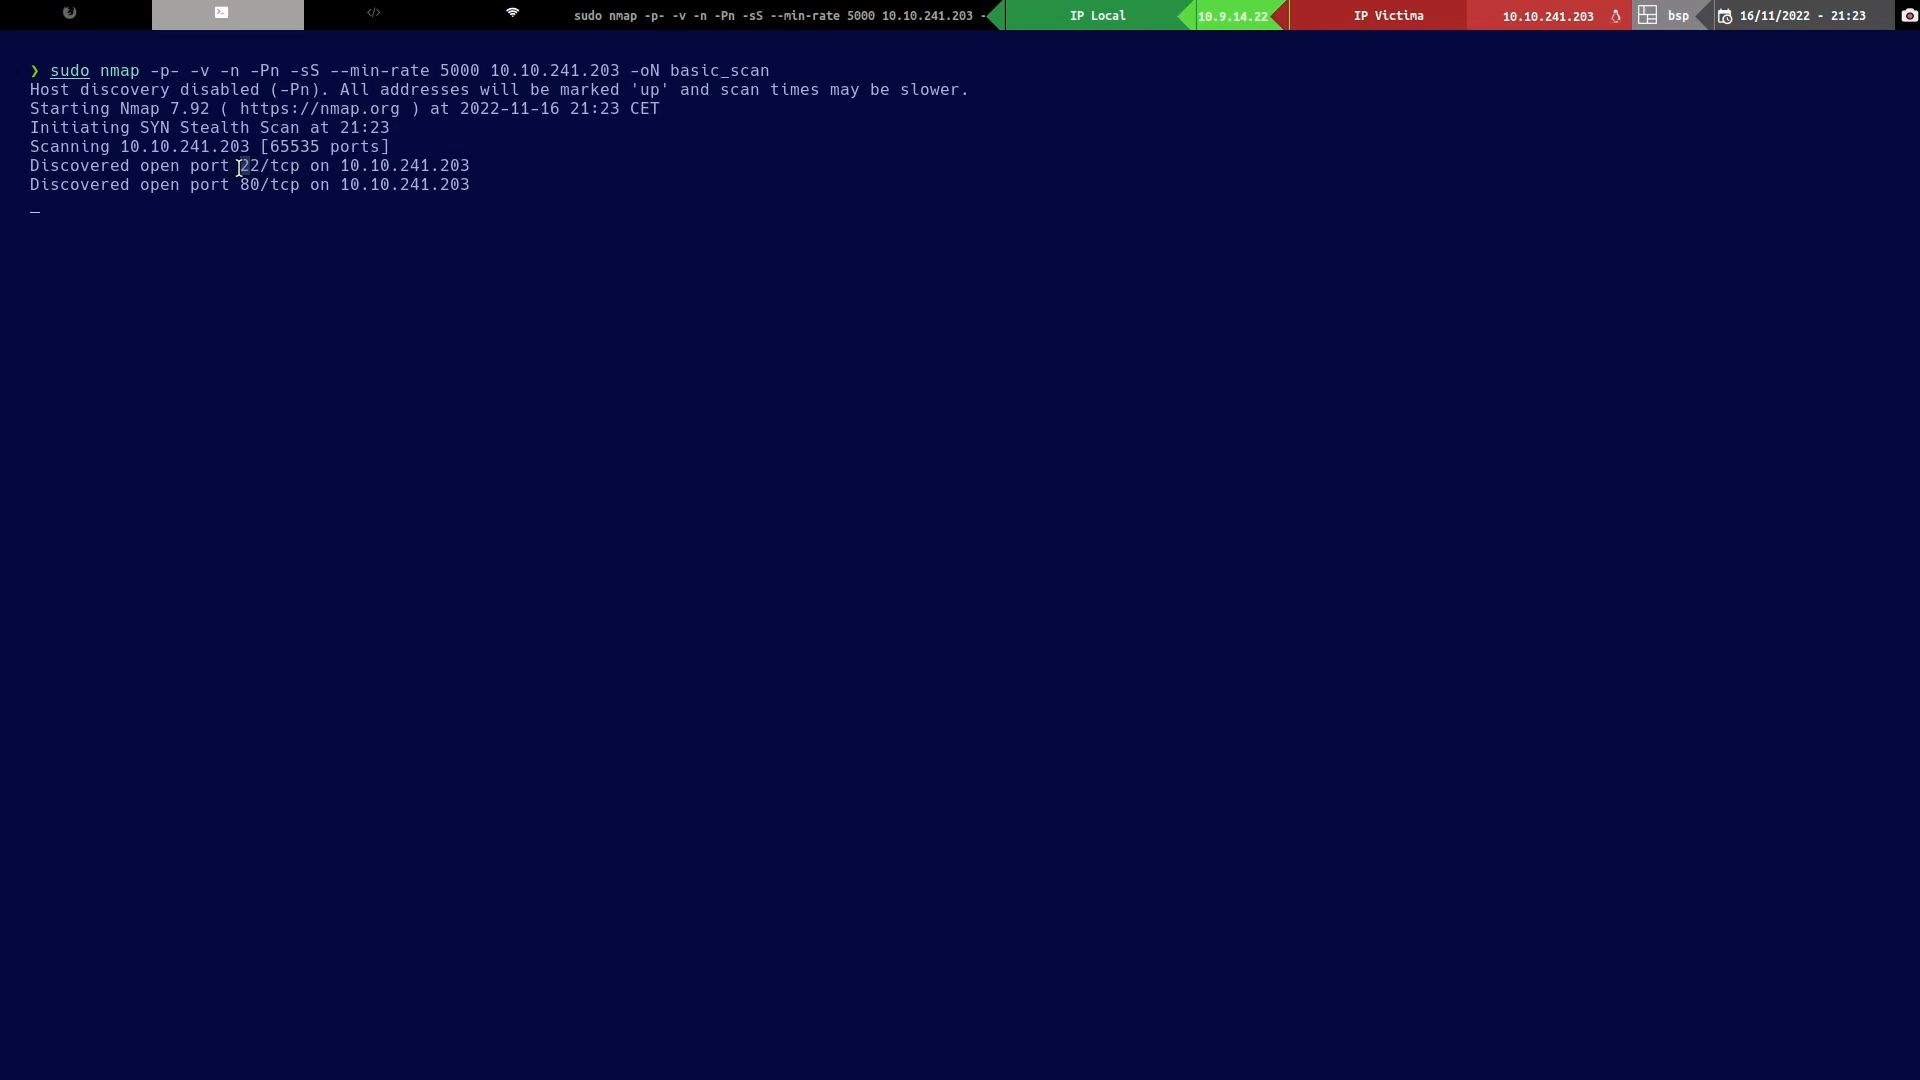 sudo nmap -p- -v -n -Pn -sS --min-rate 5000 10.10.241.203 - IP Local 10.9.14.22 IP Victima 10.10.241.203 bsp 16/11/2022 - 21:23
❯ sudo nmap -p- -v -n -Pn -sS --min-rate 5000 10.10.241.203 -oN basic_scan
Host discovery disabled (-Pn). All addresses will be marked 'up' and scan times may be slower.
Starting Nmap 7.92 ( https://nmap.org ) at 2022-11-16 21:23 CET
Initiating SYN Stealth Scan at 21:23
Scanning 10.10.241.203 [65535 ports]
Discovered open port 22/tcp on 10.10.241.203
Discovered open port 80/tcp on 10.10.241.203